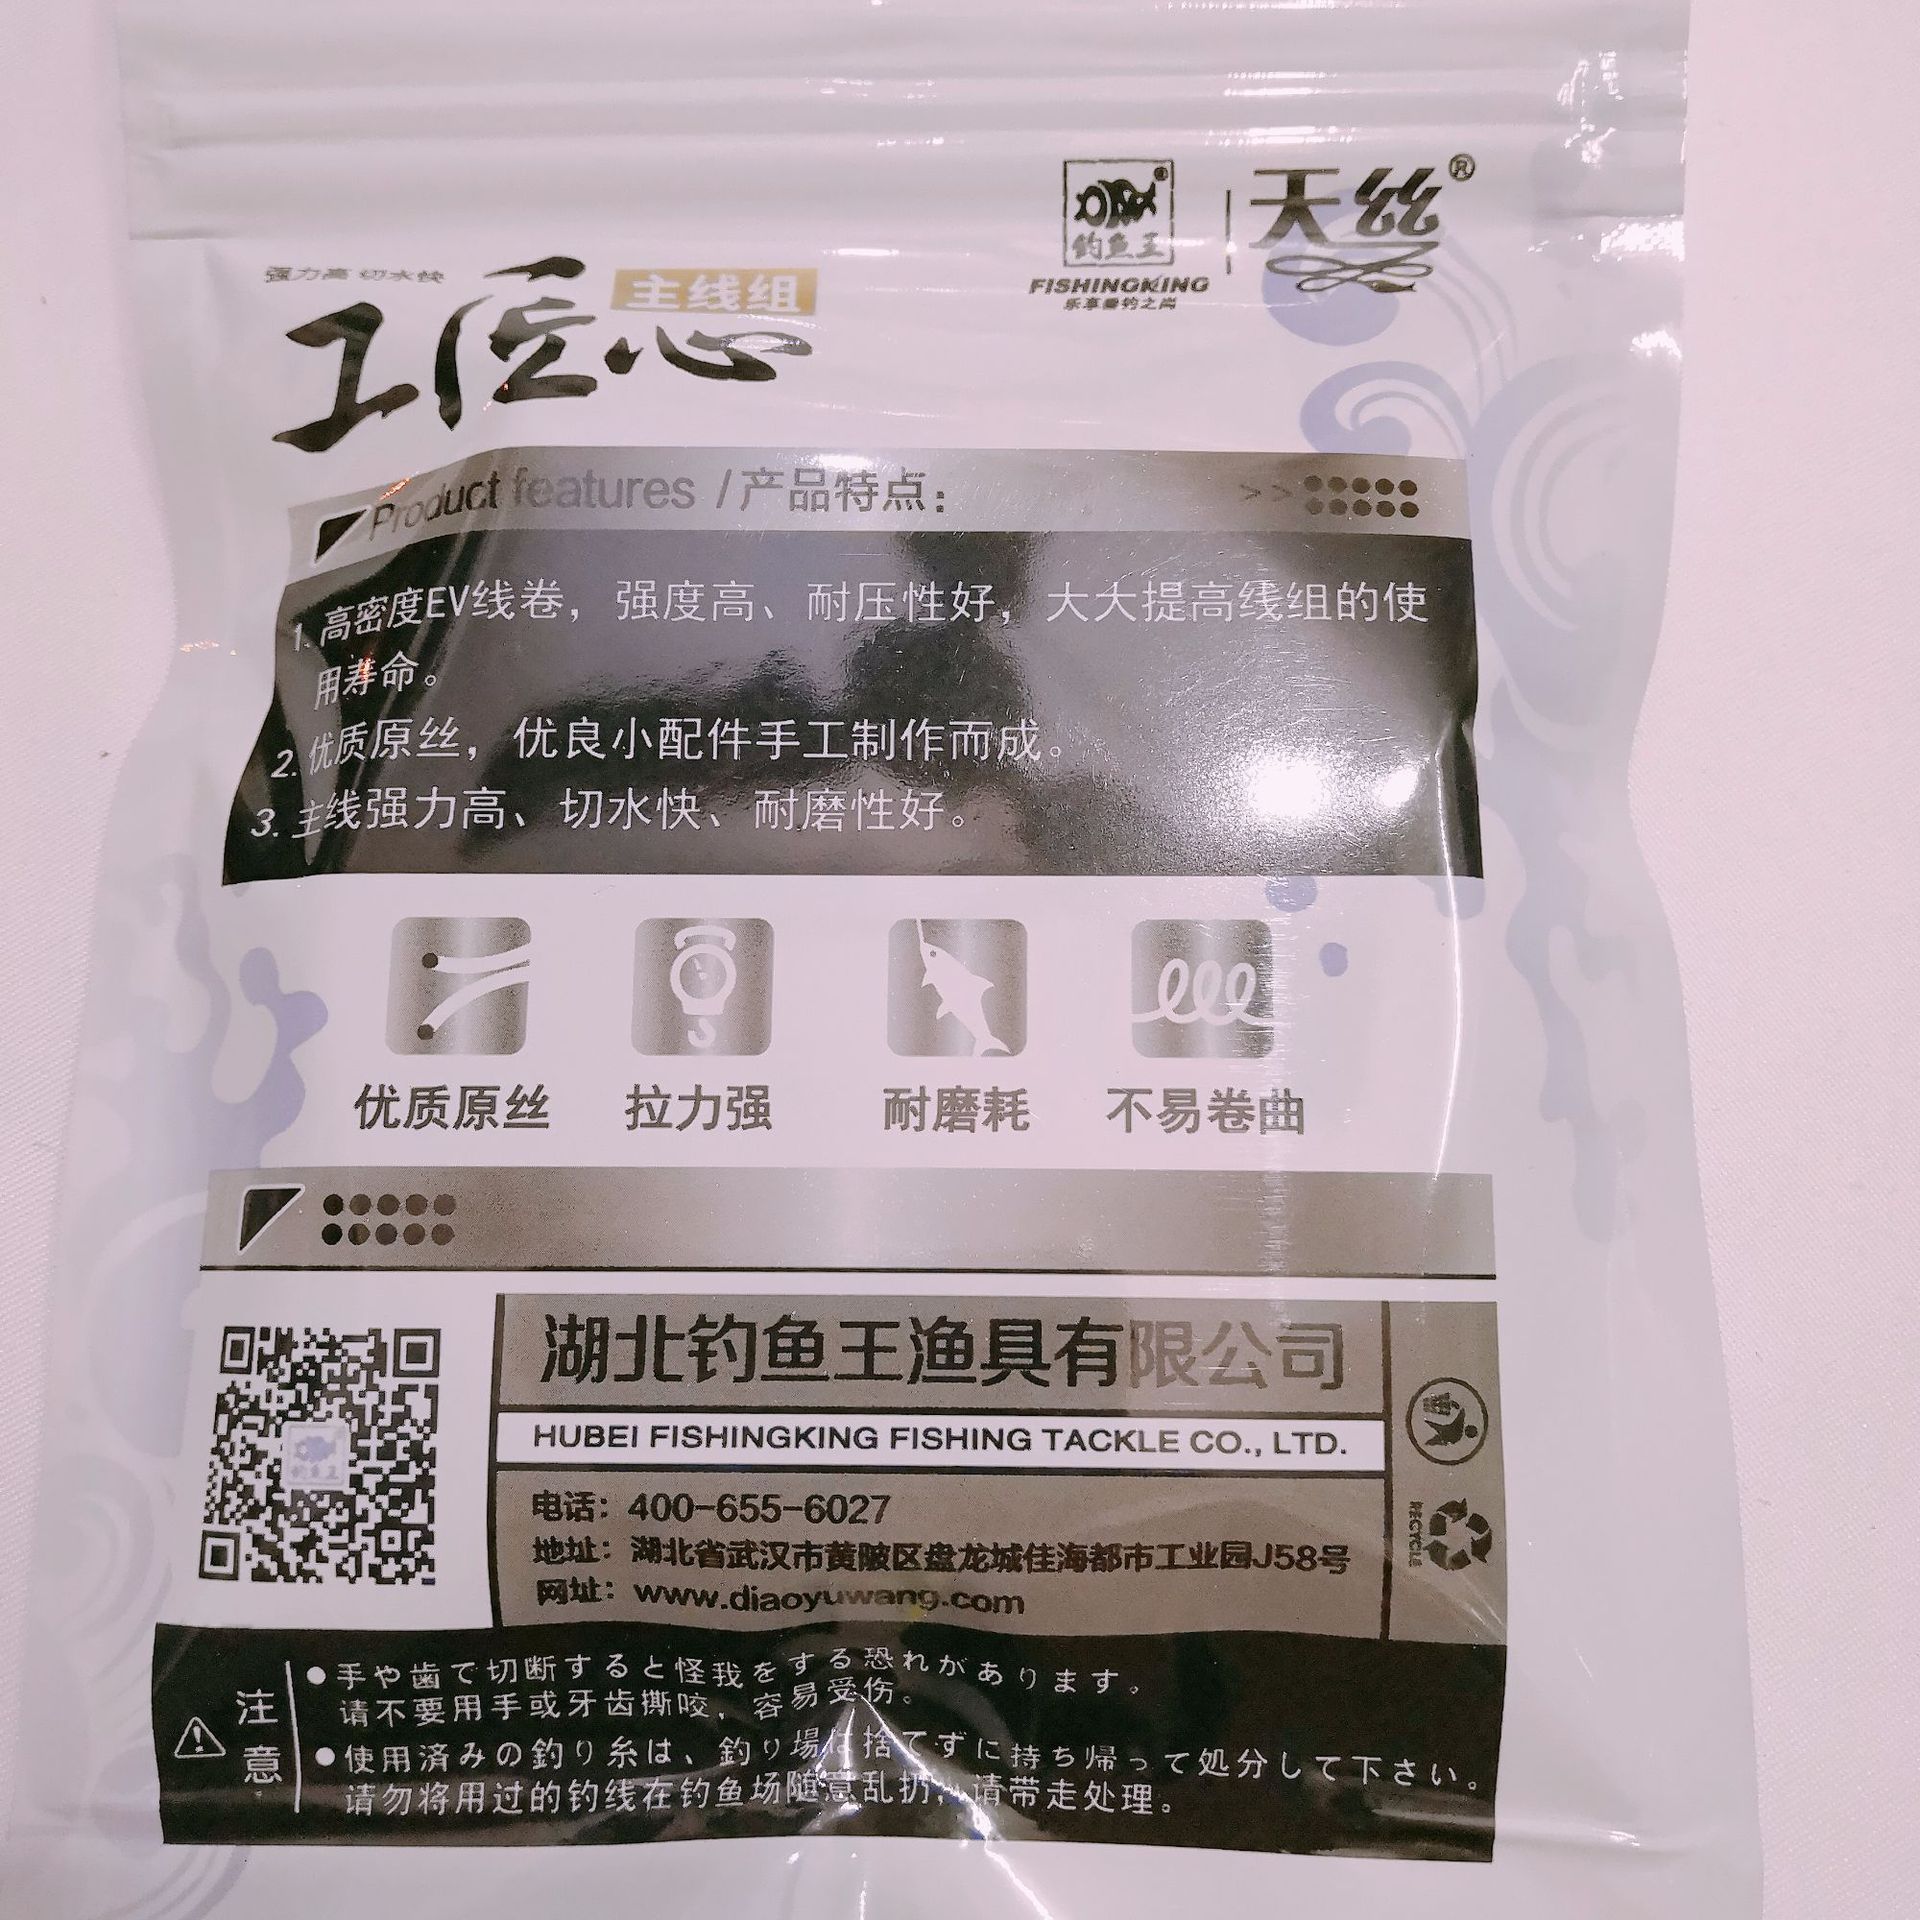 钓鱼王
FISHINGKING
乐享垂钓之尚
天丝®
强力高 切水快
工匠心
主线组
Product features /产品特点:
>>
1. 高密度EV线卷，强度高、耐压性好，大大提高线组的使
用寿命。
2. 优质原丝，优良小配件手工制作而成。
3. 主线强力高、切水快、耐磨性好。
优质原丝 拉力强 耐磨耗 不易卷曲
湖北钓鱼王渔具有限公司
HUBEI FISHINGKING FISHING TACKLE CO., LTD.
电话：400-655-6027
地址：湖北省武汉市黄陂区盘龙城佳海都市工业园J58号
网址：www.diaoyuwang.com
RECYCLE
注意
●手や歯で切断すると怪我をする恐れがあります。
请不要用手或牙齿撕咬，容易受伤。
●使用済みの釣り糸は、釣り場に捨てずに持ち帰って処分して下さい。
请勿将用过的钓线在钓鱼场随意乱扔，请带走处理。